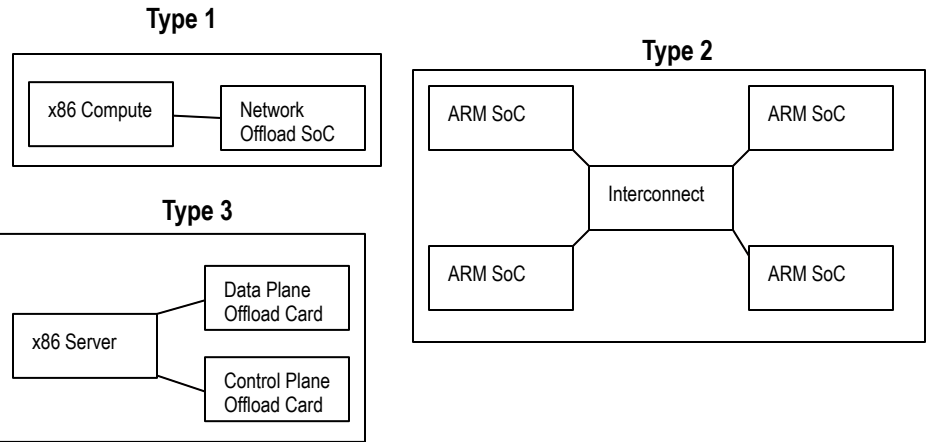 Type 1
x86 Compute
Network
Offload SoC
Type 2
ARM SoC
ARM SoC
Interconnect
ARM SoC
ARM SoC
Type 3
x86 Server
Data Plane
Offload Card
Control Plane
Offload Card